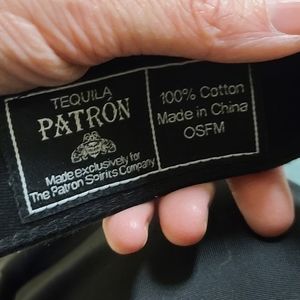 TEQUILA
PATRON
Made exclusively for
The Patron Spirits Company
100% Cotton
Made in China
OSFM